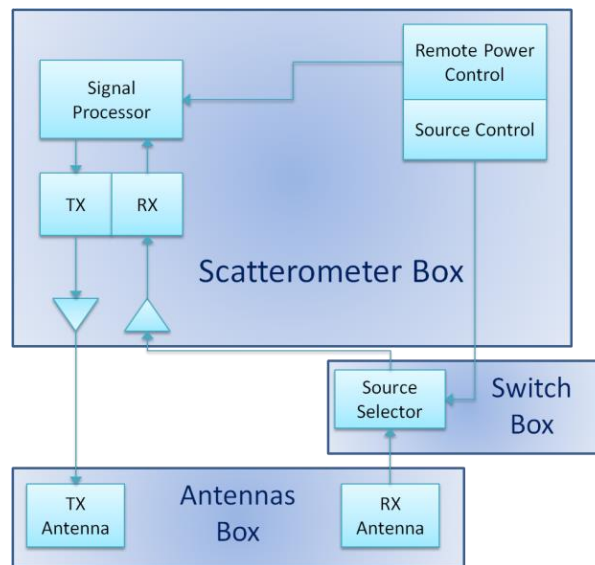 Remote Power
Control
Signal
Processor
Source Control
TX
RX
Scatterometer Box
Source
Selector
Switch
Box
TX
Antenna
Antennas
Box
RX
Antenna